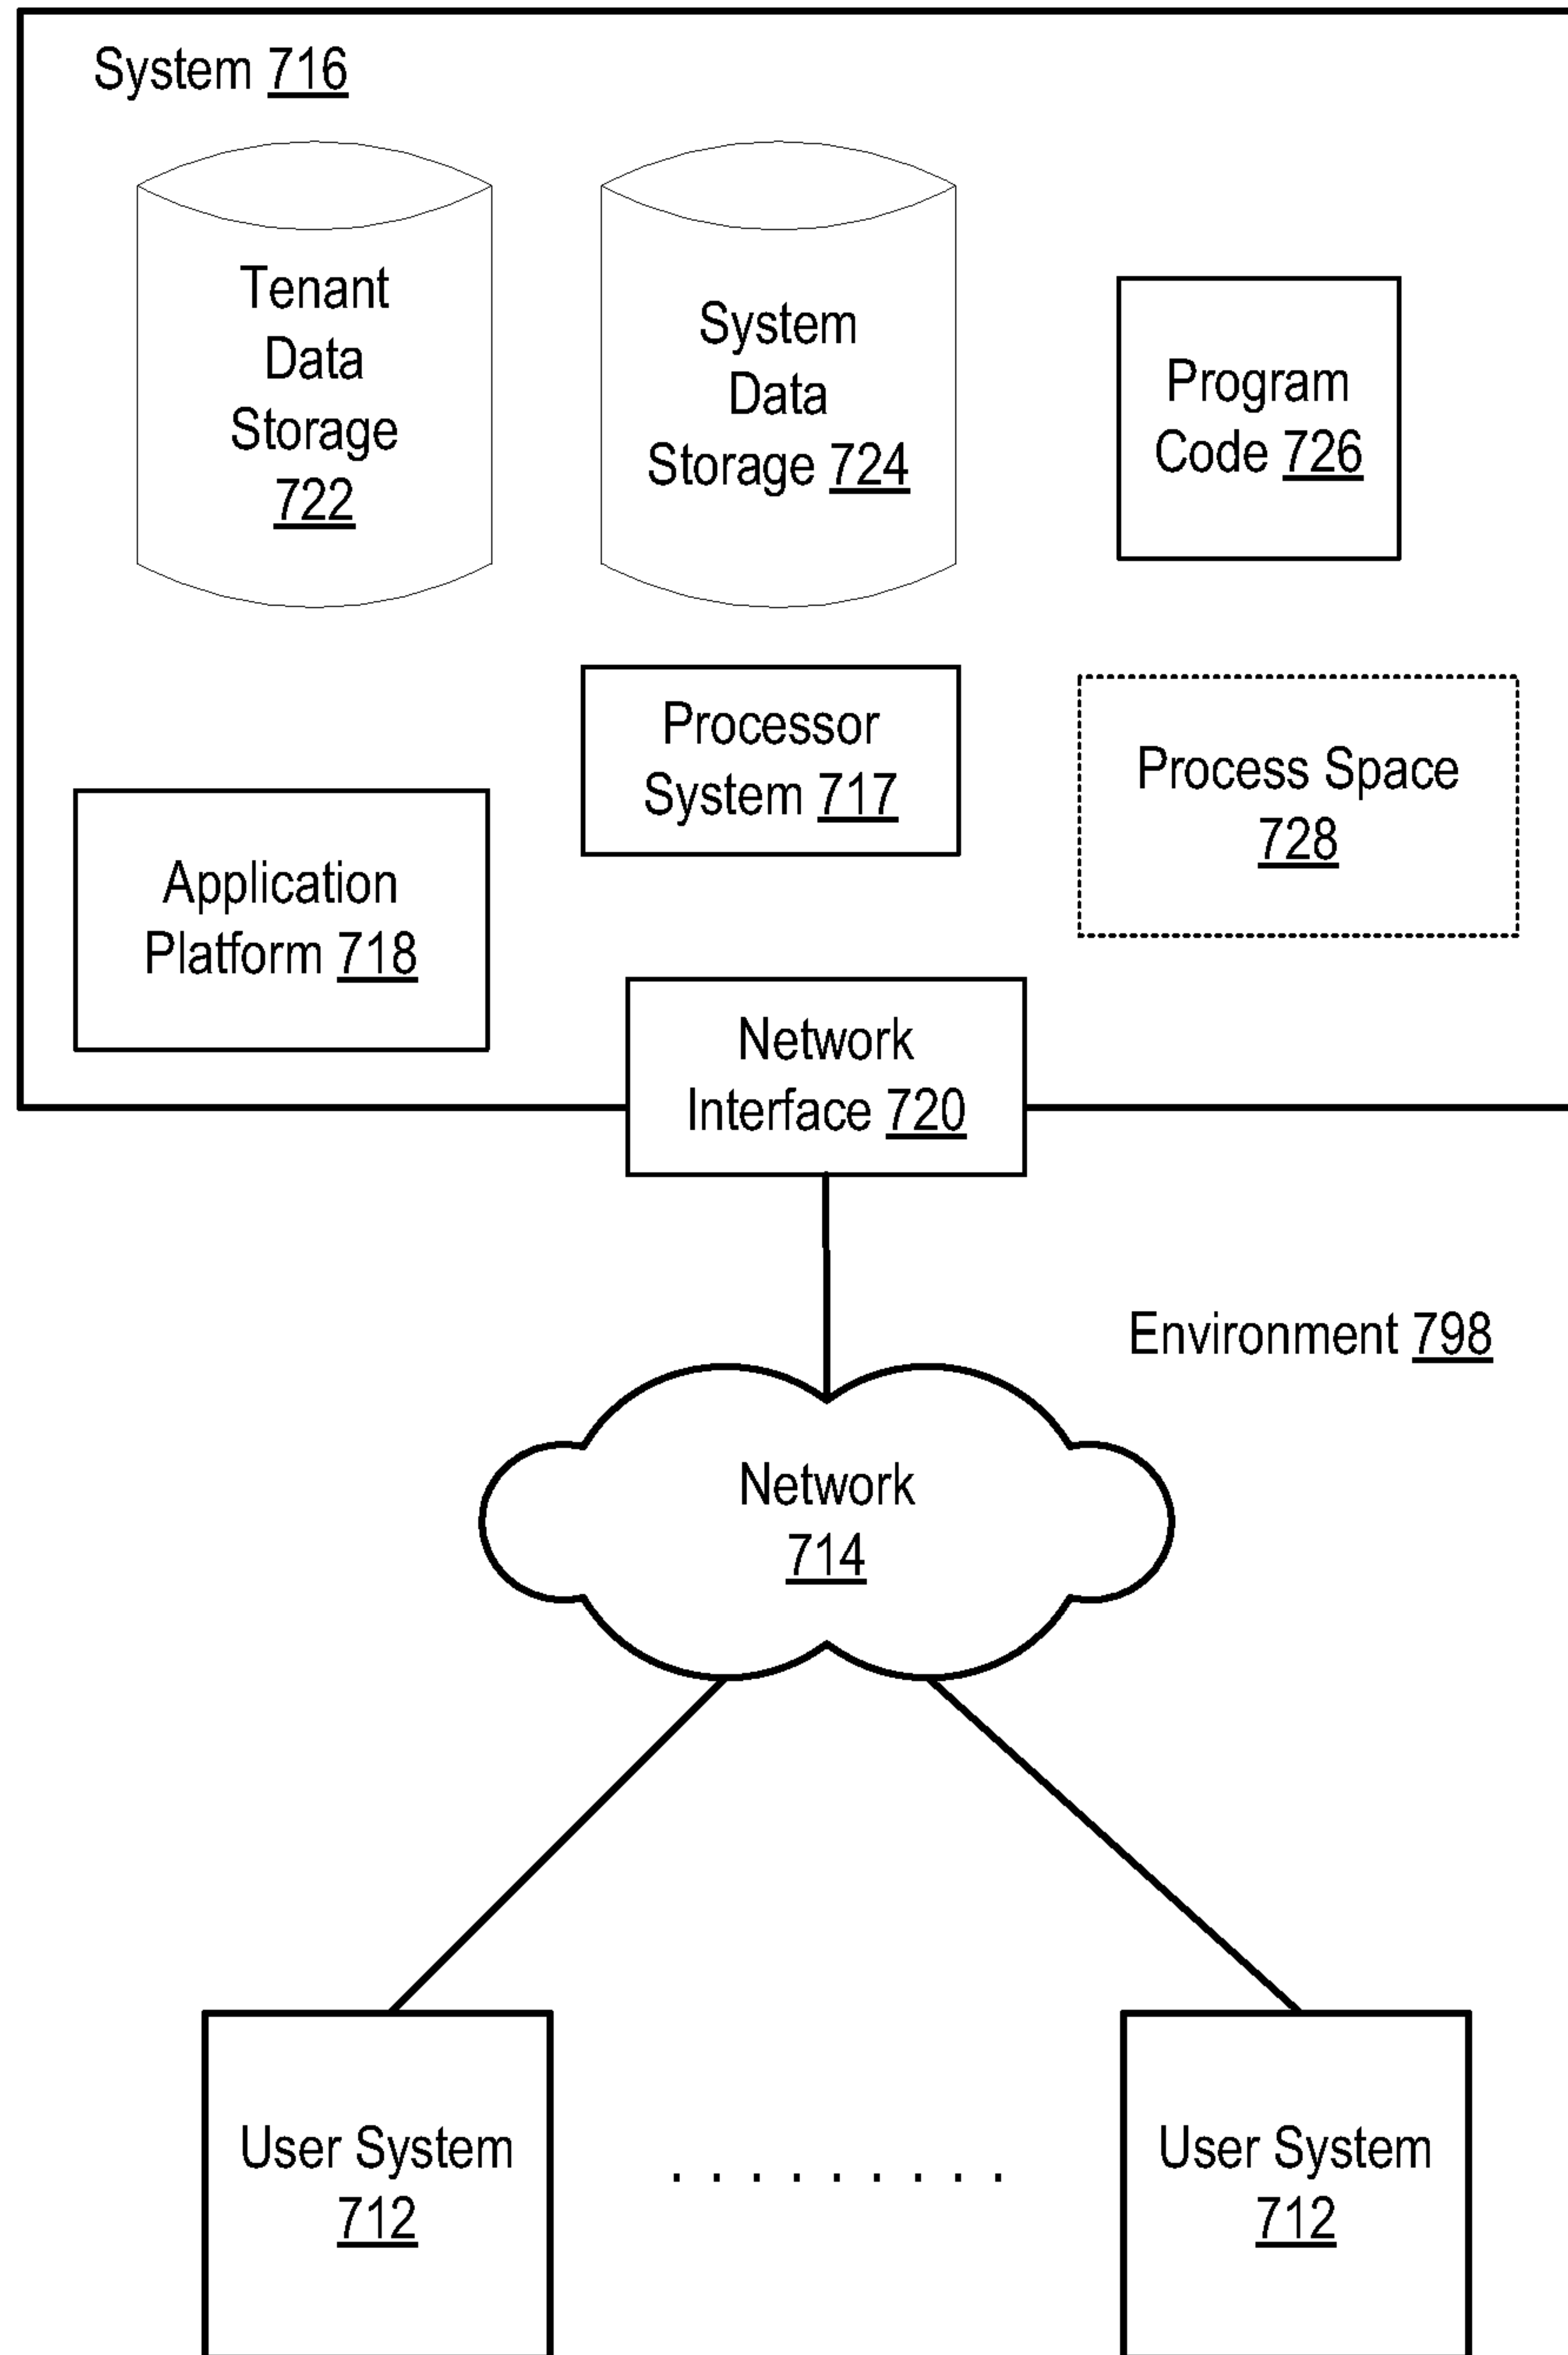 System 716
Tenant
Data
Storage
722
System
Data
Storage 724
Program
Code 726
Processor
System 717
Process Space
728
Application
Platform 718
Network
Interface 720
Environment 798
Network
714
User System
712
User System
712